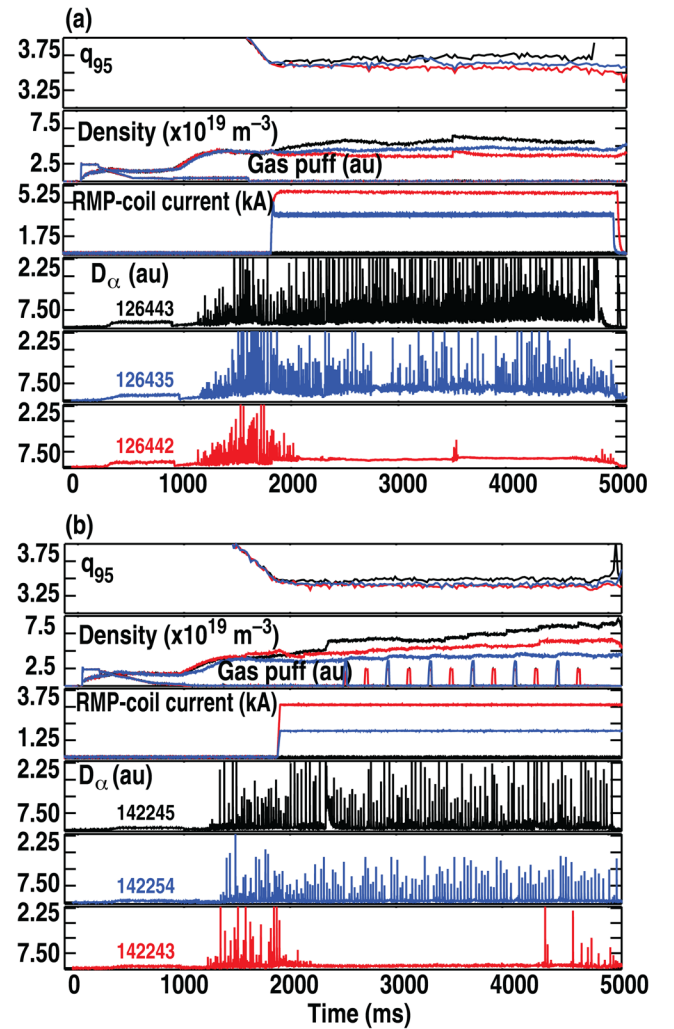 (a)
3.75
q95
3.25
7.5
Density (x10^19 m^–3)
2.5
Gas puff (au)
5.25
RMP-coil current (kA)
1.75
2.25
Dα (au)
7.50
126443
2.25
7.50
126435
2.25
7.50
126442
0 1000 2000 3000 4000 5000
(b)
3.75
q95
3.25
7.5
Density (x10^19 m^–3)
2.5
Gas puff (au)
3.75
RMP-coil current (kA)
1.25
2.25
Dα (au)
7.50
142245
2.25
7.50
142254
2.25
7.50
142243
0 1000 2000 3000 4000 5000
Time (ms)